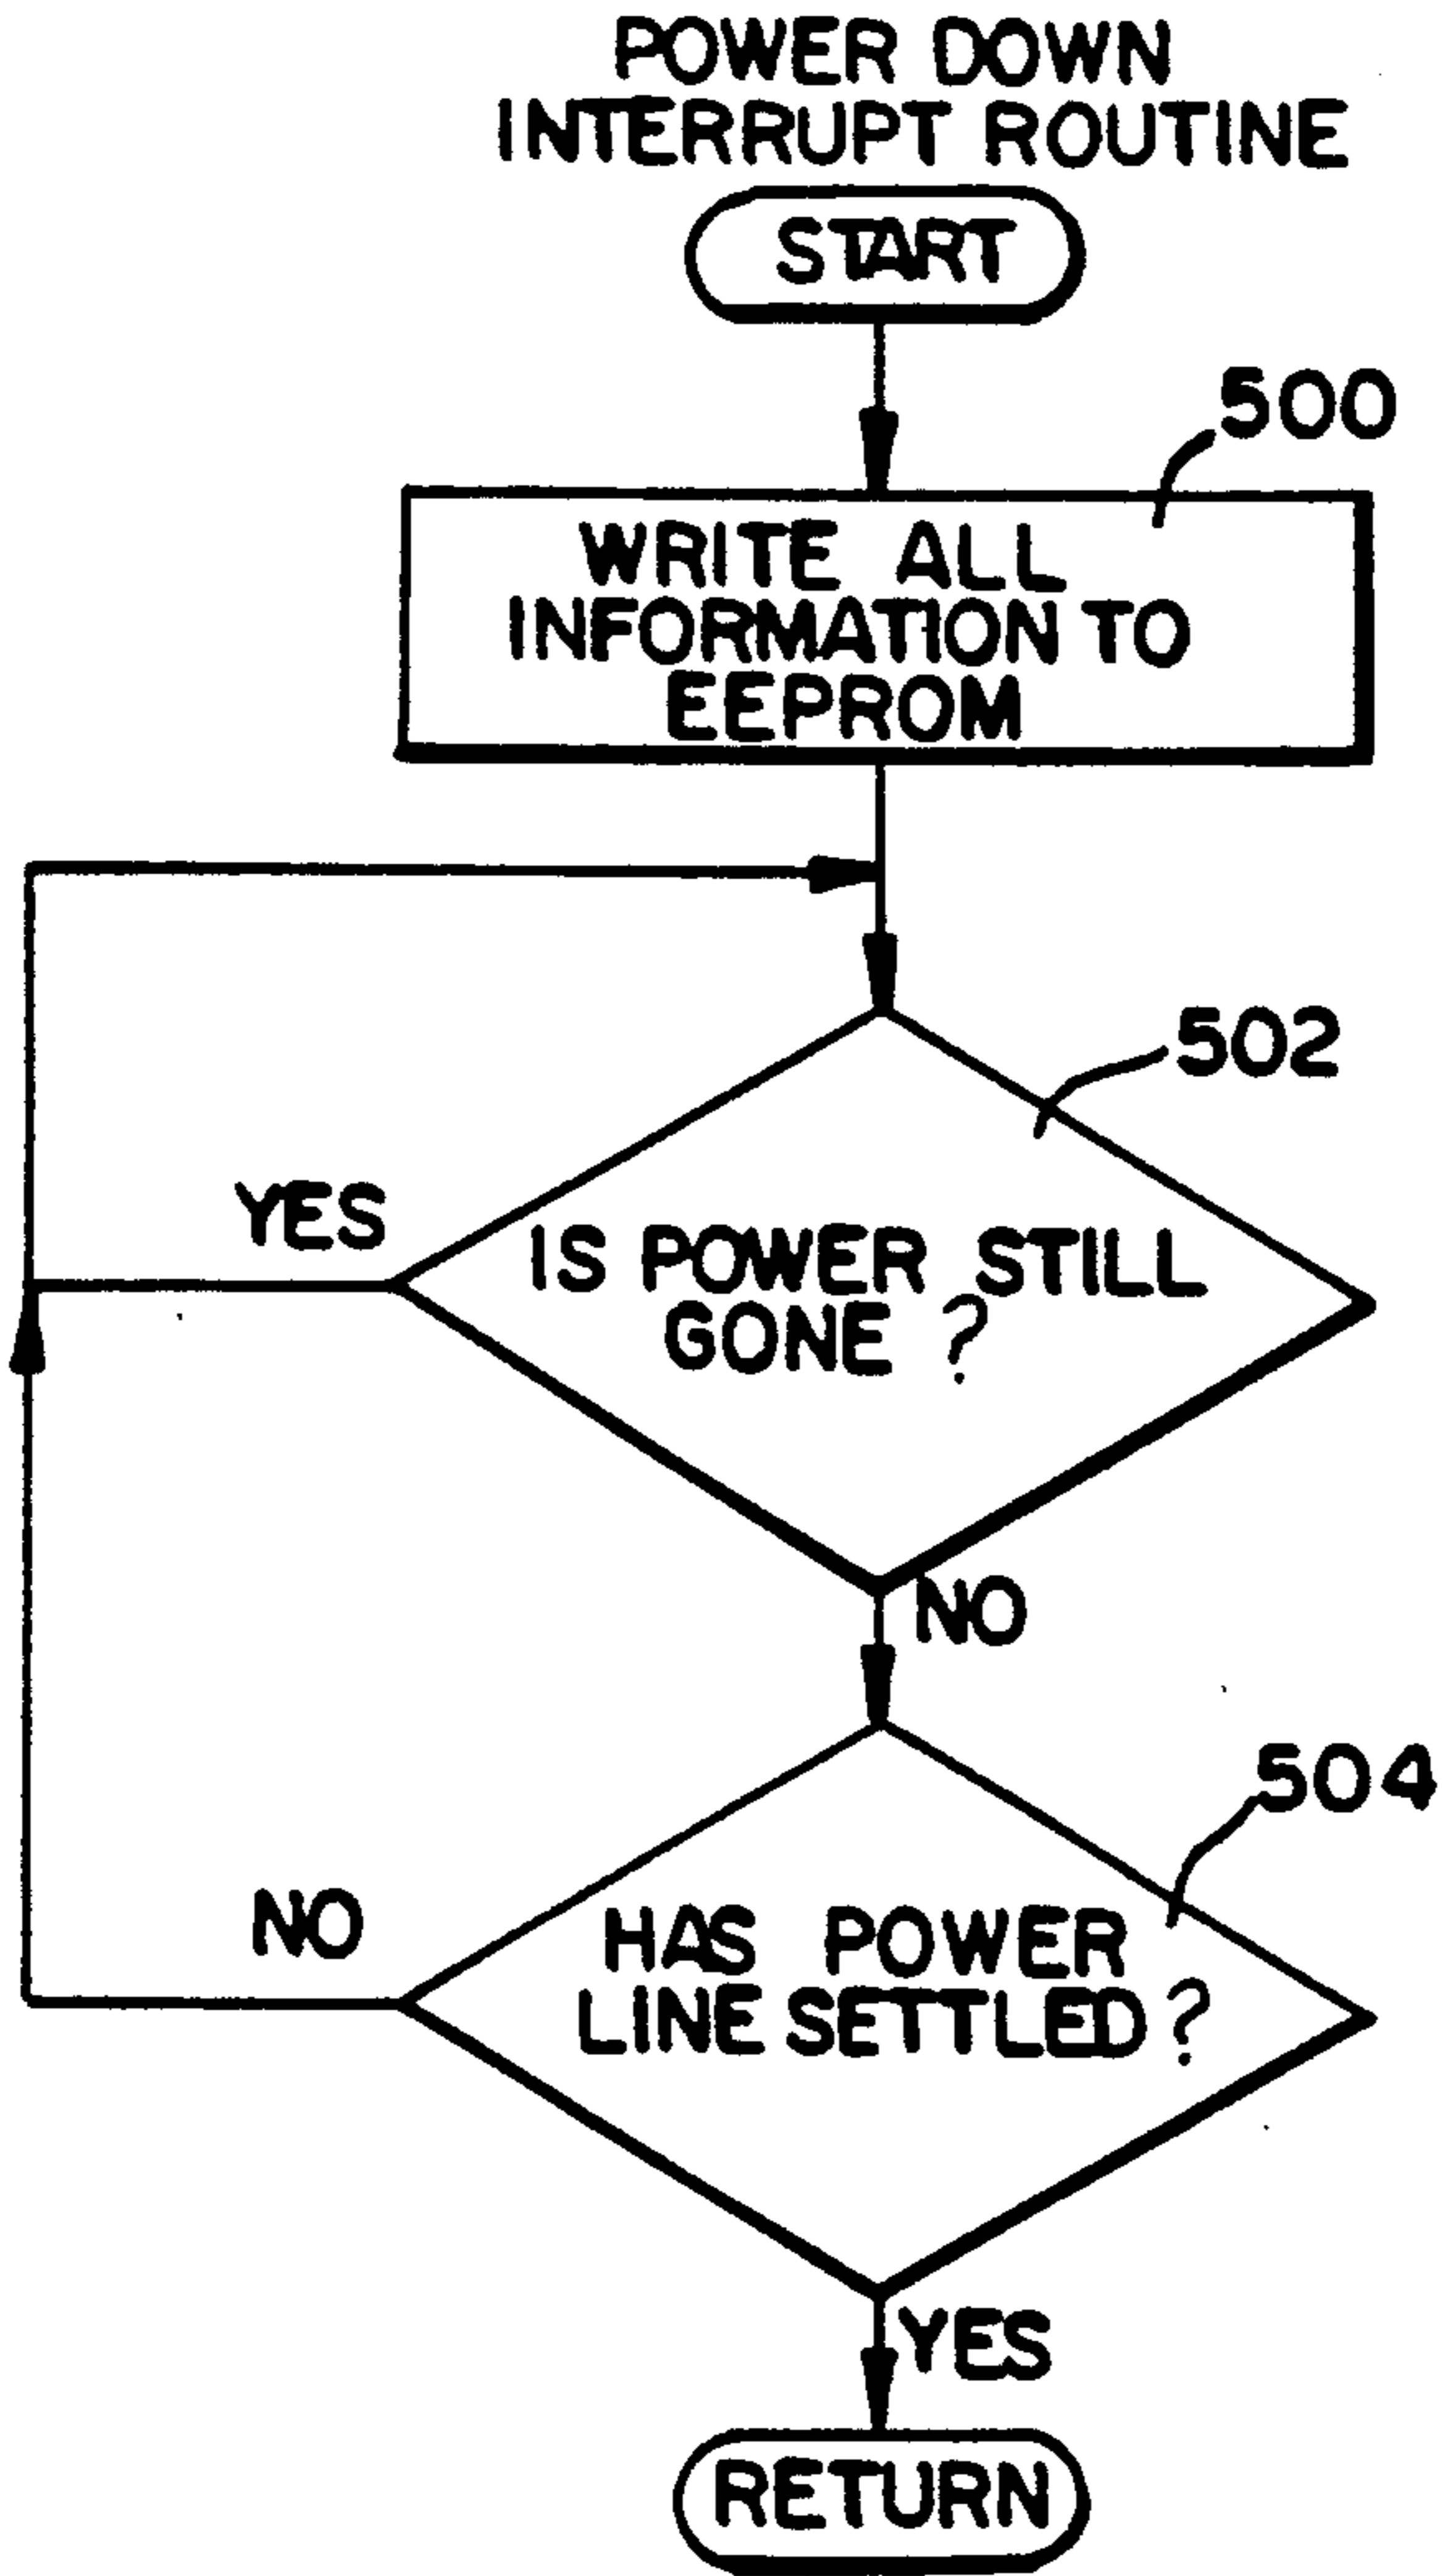 POWER DOWN
INTERRUPT ROUTINE
START
500
WRITE ALL
INFORMATION TO
EEPROM
502
YES
IS POWER STILL
GONE ?
NO
504
NO
HAS POWER
LINE SETTLED ?
YES
RETURN